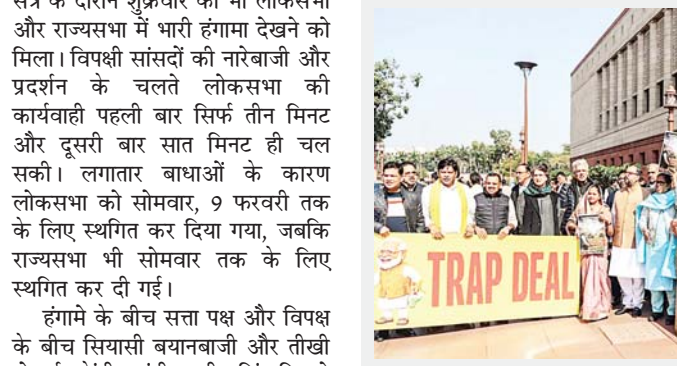 सत्र के दौरान शुक्रवार को भी लोकसभा
और राज्यसभा में भारी हंगामा देखने को
मिला। विपक्षी सांसदों की नारेबाजी और
प्रदर्शन के चलते लोकसभा की
कार्यवाही पहली बार सिर्फ तीन मिनट
और दूसरी बार सात मिनट ही चल
सकी। लगातार बाधाओं के कारण
लोकसभा को सोमवार, 9 फरवरी तक
के लिए स्थगित कर दिया गया, जबकि
राज्यसभा भी सोमवार तक के लिए
स्थगित कर दी गई।
हंगामे के बीच सत्ता पक्ष और विपक्ष
के बीच सियासी बयानबाजी और तीखी
TRAP DEAL